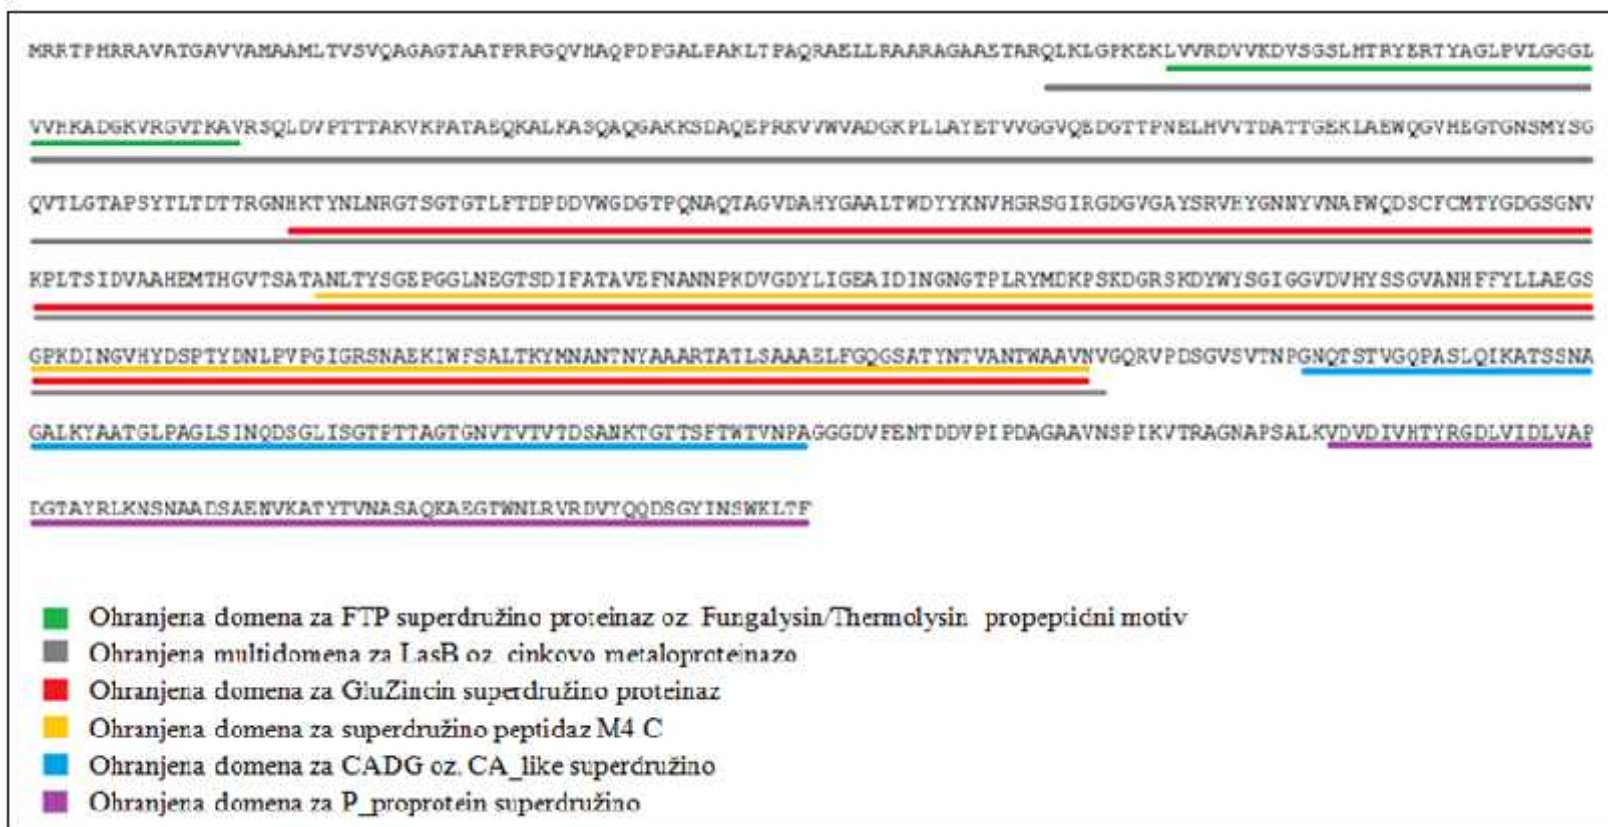 MRRTPHRRAVATGAVVAMAAMLTVSVQAGAGTAATPRPGQVHAQPDPGALPAKLTPAQRAELLRAARAGAAETARQLKLGPKEKLVVRDVVKDVSGSLHTRYERTYAGLPVLGGGL
VVHKADGKVRGVTKAVRSQLDVPTTTAKVKPATAEQKALKASQAQGAKKSDAQEPRKVVWVADGKPLLAYETVVGGVQEDGTTPNELHVVTDATTGEKLAEWQGVHEGTGNSMYSG
QVTLGTAPSYTLTDTTRGNHKTYNLNRGTSGTGTLFTDPDDVWGDGTPQNAQTAGVDAHYGAALTWDYYKNVHGRSGIRGDGVGAYSRVHYGNNYVNAFWQDSCFCMTYGDGSGNV
KPLTSIDVAAHEMTHGVTSATANLTYSGEPGGLNEGTSDIFATAVEFNANNPKDVGDYLIGEAIDINGNGTPLRYMDKPSKDGRSKDYWYSGIGGVDVHYSSGVANHFFYLLAEGS
GPKDINGVHYDSPTYDNLPVPGIGRSNAEKIWFSALTKYMNANTNYAAARTATLSAAAELFGQGSATYNTVANTWAAVNVGQRVPDSGVSVTNPGNQTSTVGQPASLQIKATSSNA
GALKYAATGLPAGLSINQDSGLISGTPTTAGTGNVTVTVTDSANKTGTTSFTWTVNPAGGGDVFENTDDVPIPDAGAAVNSPIKVTRAGNAPSALKVDVDIVHTYRGDLVIDLVAP
DGTAYRLKNSNAADSAENVKATYTVNASAQKAEGTWNLRVRDVYQQDSGYINSWKLTF
Ohranjena domena za FTP superdružino proteinaz oz. Fungalysin/Thermolysin propeptidni motiv
Ohranjena multidomena za LasB oz. cinkovo metaloproteinazo
Ohranjena domena za GluZincin superdružino proteinaz
Ohranjena domena za superdružino peptidaz M4 C
Ohranjena domena za CADG oz. CA_like superdružino
Ohranjena domena za P_proprotein superdružino